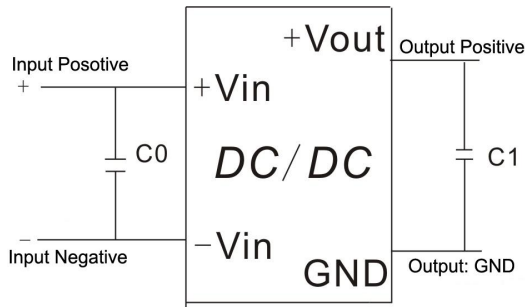 +Vout
Output Positive
Input Posotive
+
+Vin
C0
DC/DC
C1
−
−Vin
Input Negative
GND
Output: GND